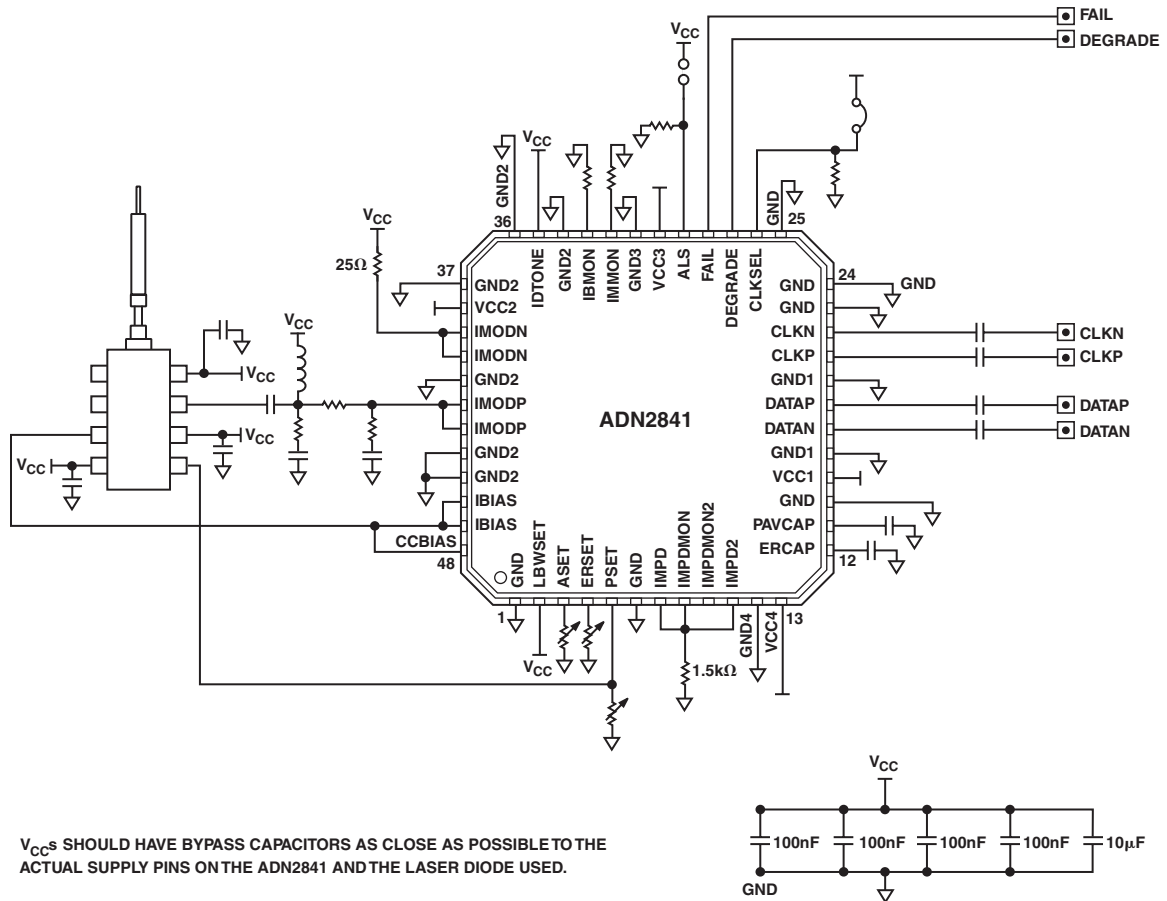 FAIL
DEGRADE
VCC
VCC
GND2
36
IDTONE
GND2
IBMON
IMMON
GND3
VCC3
ALS
FAIL
DEGRADE
CLKSEL
GND
25
VCC
25Ω
37
GND2
VCC2
IMODN
IMODN
GND2
IMODP
IMODP
GND2
GND2
IBIAS
IBIAS
CCBIAS
48
VCC
VCC
VCC
VCC
ADN2841
24
GND
GND
GND
CLKN
CLKP
GND1
DATAP
DATAN
GND1
VCC1
GND
PAVCAP
ERCAP
12
CLKN
CLKP
DATAP
DATAN
1
GND
LBWSET
ASET
ERSET
PSET
GND
IMPD
IMPDMON
IMPDMON2
IMPD2
GND4
VCC4
13
VCC
1.5kΩ
VCC
100nF
100nF
100nF
100nF
10µF
GND
VCCs SHOULD HAVE BYPASS CAPACITORS AS CLOSE AS POSSIBLE TO THE
ACTUAL SUPPLY PINS ON THE ADN2841 AND THE LASER DIODE USED.